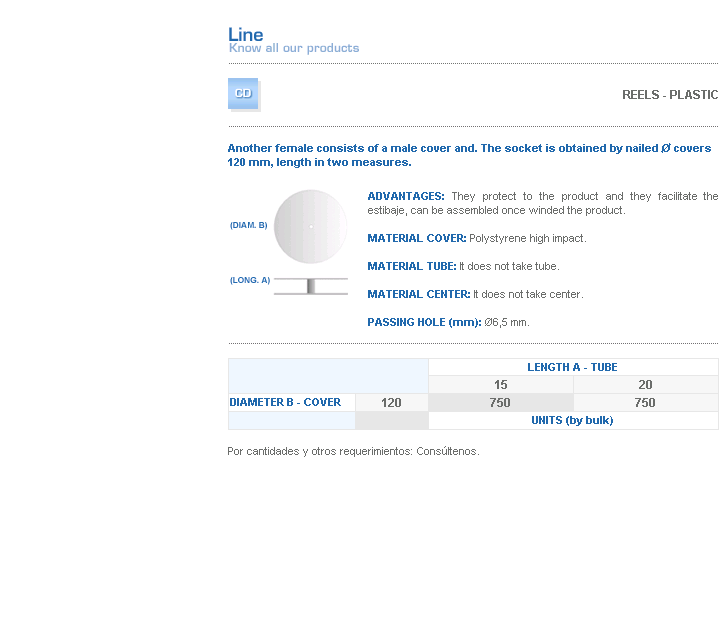 Line
Know all our products
CD
REELS - PLASTIC
Another female consists of a male cover and. The socket is obtained by nailed Ø covers
120 mm, length in two measures.
(DIAM. B)
(LONG. A)
ADVANTAGES: They protect to the product and they facilitate the
estibaje, can be assembled once winded the product.
MATERIAL COVER: Polystyrene high impact.
MATERIAL TUBE: It does not take tube.
MATERIAL CENTER: It does not take center.
PASSING HOLE (mm): Ø6,5 mm.
LENGTH A - TUBE
15 20
DIAMETER B - COVER 120 750 750
UNITS (by bulk)
Por cantidades y otros requerimientos: Consúltenos.